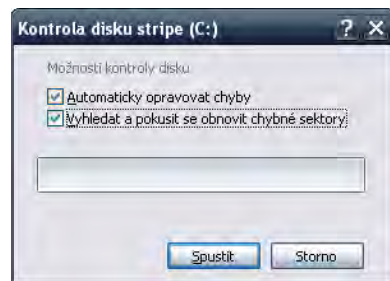 Kontrola disku stripe (C:)
Možnosti kontroly disku
Automaticky opravovat chyby
Vyhledat a pokusit se obnovit chybné sektory
Spustit
Storno